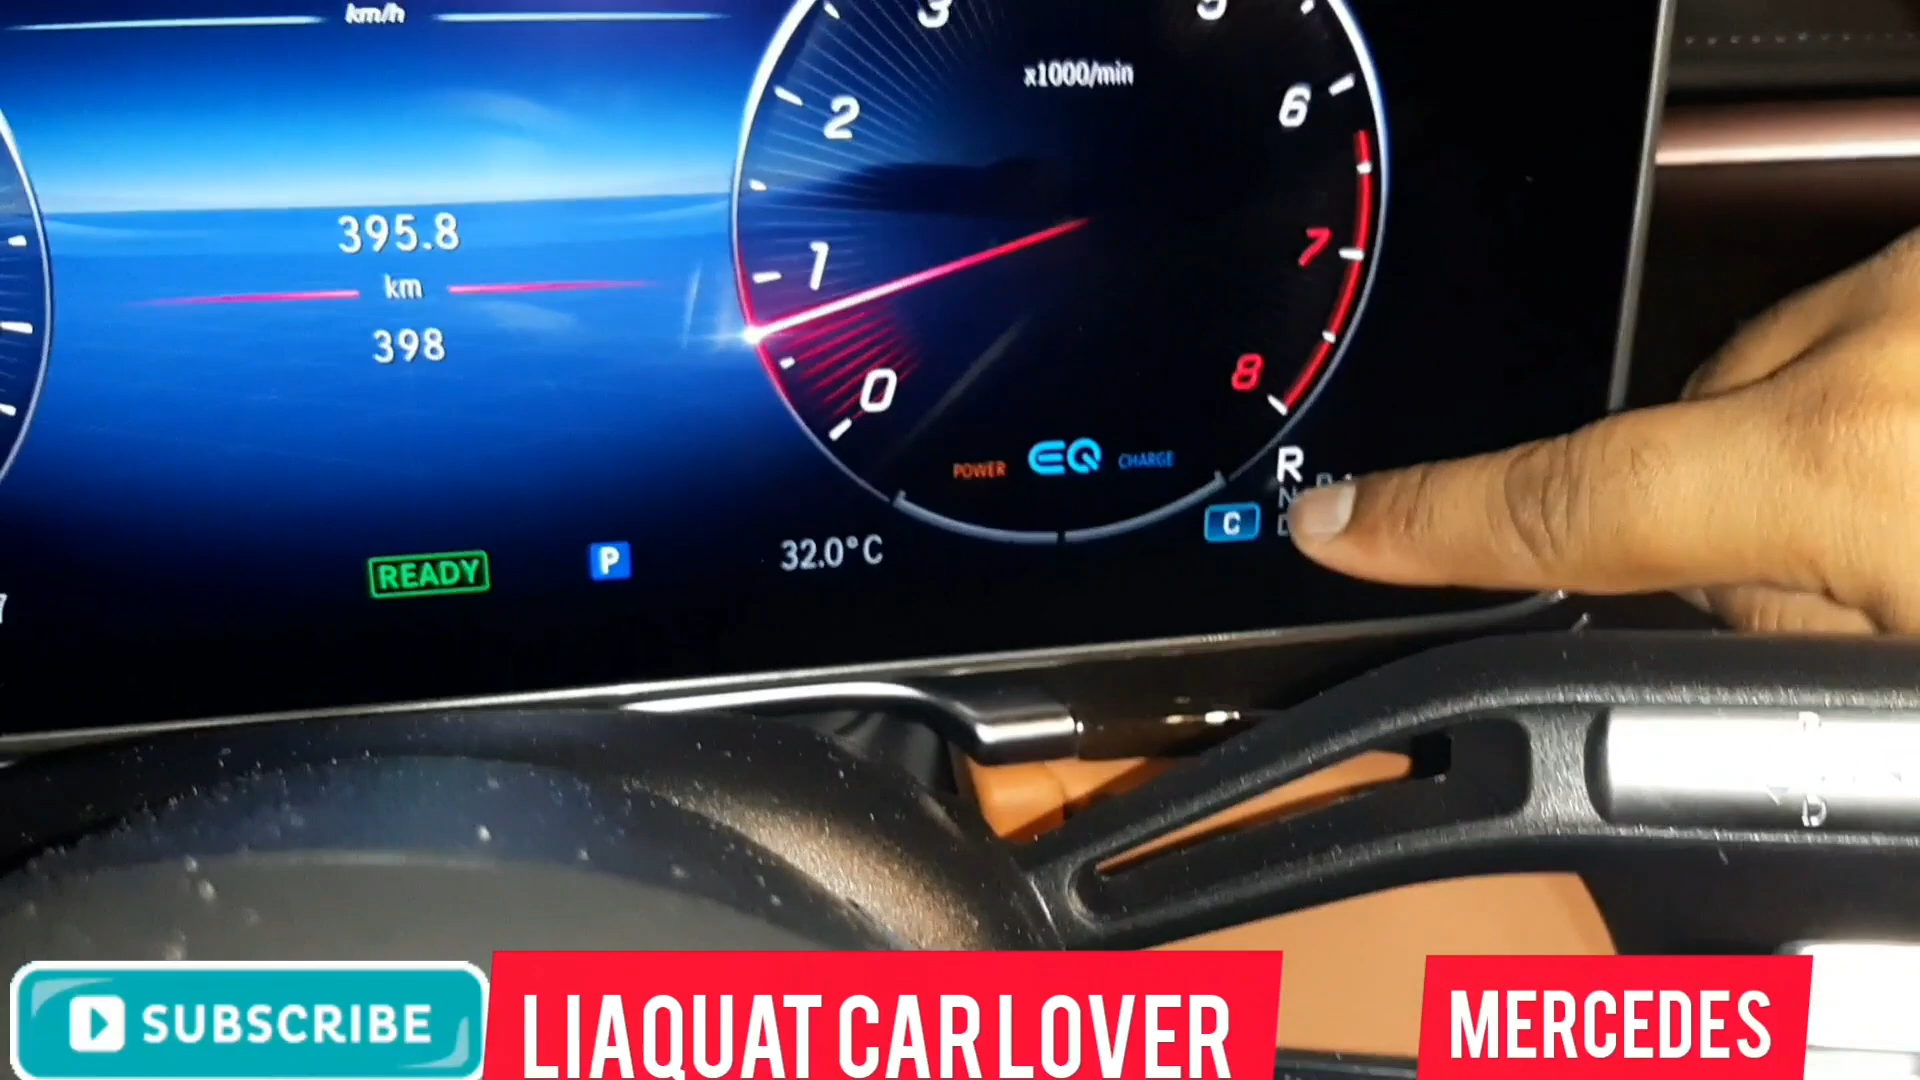 km/h
3
5
x1000/min
2
6
395.8
1
7
km
398
0
8
POWER
EQ
CHARGE
R
N
D
C
32.0°C
READY
P
7
D
SUBSCRIBE
LIAQUAT CAR LOVER
MERCEDES